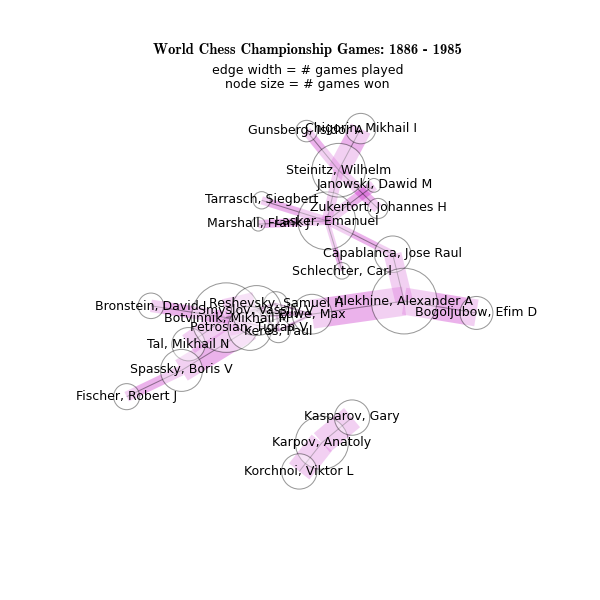 World Chess Championship Games: 1886 - 1985
edge width = # games played
node size = # games won
Gunsberg, Isidor A
Chigorin, Mikhail I
Steinitz, Wilhelm
Janowski, Dawid M
Tarrasch, Siegbert
Zukertort, Johannes H
Marshall, Frank J
Lasker, Emanuel
Capablanca, Jose Raul
Schlechter, Carl
Alekhine, Alexander A
Reshevsky, Samuel H
Bronstein, David I
Smyslov, Vassily V
Bogoljubow, Efim D
Euwe, Max
Botvinnik, Mikhail M
Petrosian, Tigran V
Keres, Paul
Tal, Mikhail N
Spassky, Boris V
Fischer, Robert J
Kasparov, Gary
Karpov, Anatoly
Korchnoi, Viktor L